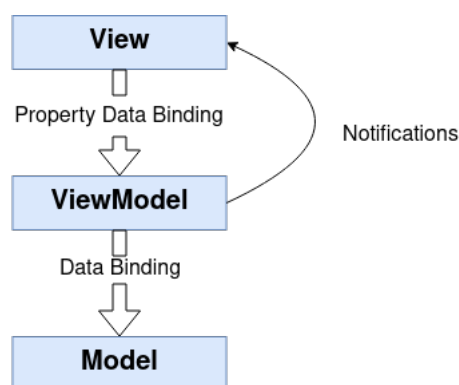 View
Property Data Binding
Notifications
ViewModel
Data Binding
Model